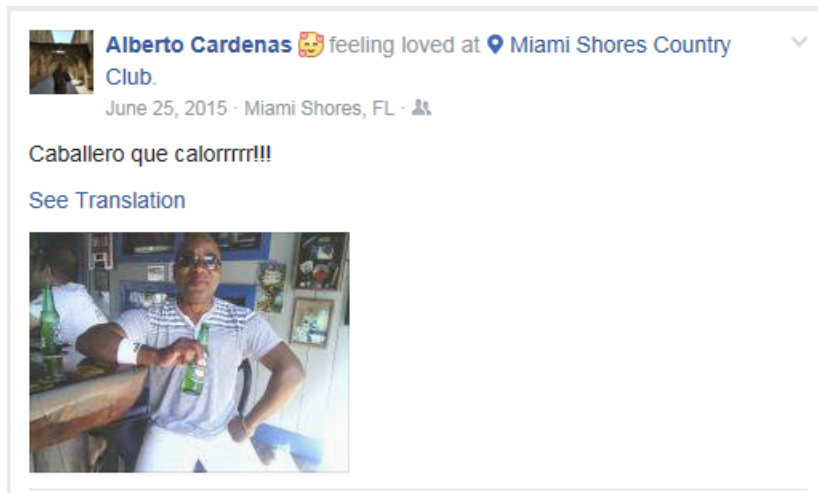 Alberto Cardenas feeling loved at Miami Shores Country
Club.
June 25, 2015 · Miami Shores, FL ·
Caballero que calorrrrr!!!
See Translation